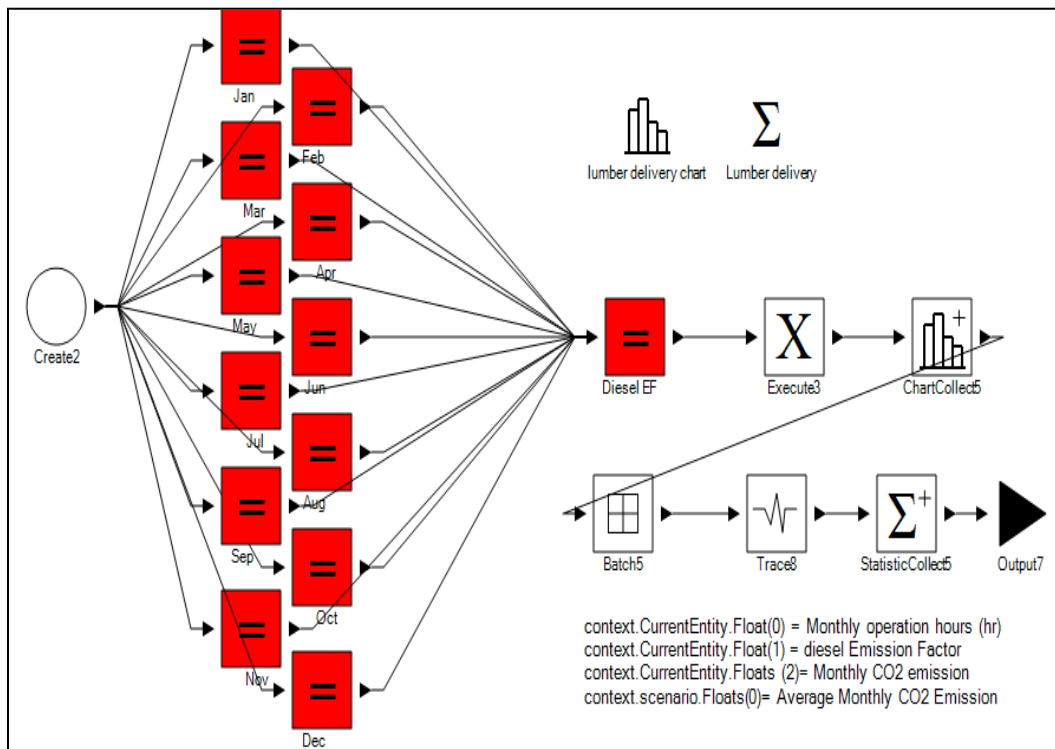 Jan
Feb
lumber delivery chart
Lumber delivery
Σ
Mar
Apr
May
Create2
Jun
Diesel EF
X
Execute3
+
ChartCollect5
Jul
Aug
Batch5
Trace8
Σ+
StatisticCollect5
Output7
Sep
Oct
Nov
Dec
=
=
=
=
=
=
=
=
=
=
=
=
=
context.CurrentEntity.Float(0) = Monthly operation hours (hr)
context.CurrentEntity.Float(1) = diesel Emission Factor
context.CurrentEntity.Floats (2)= Monthly CO2 emission
context.scenario.Floats(0)= Average Monthly CO2 Emission